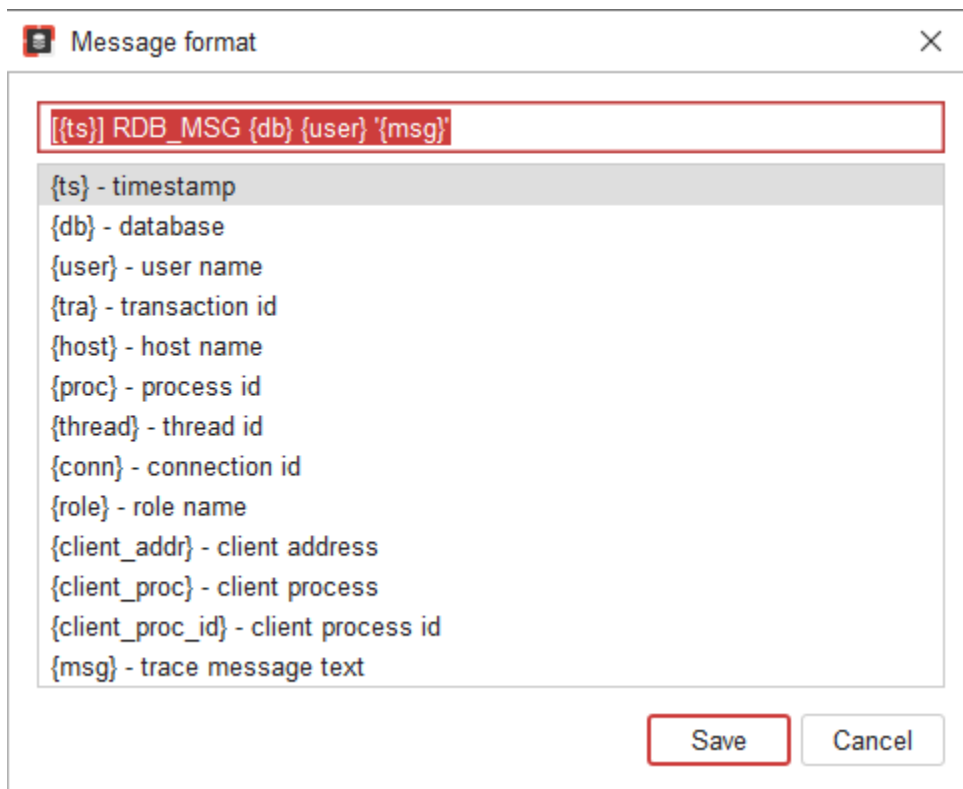 Message format
[{ts}] RDB_MSG {db} {user} '{msg}'
{ts} - timestamp
{db} - database
{user} - user name
{tra} - transaction id
{host} - host name
{proc} - process id
{thread} - thread id
{conn} - connection id
{role} - role name
{client_addr} - client address
{client_proc} - client process
{client_proc_id} - client process id
{msg} - trace message text
Save Cancel